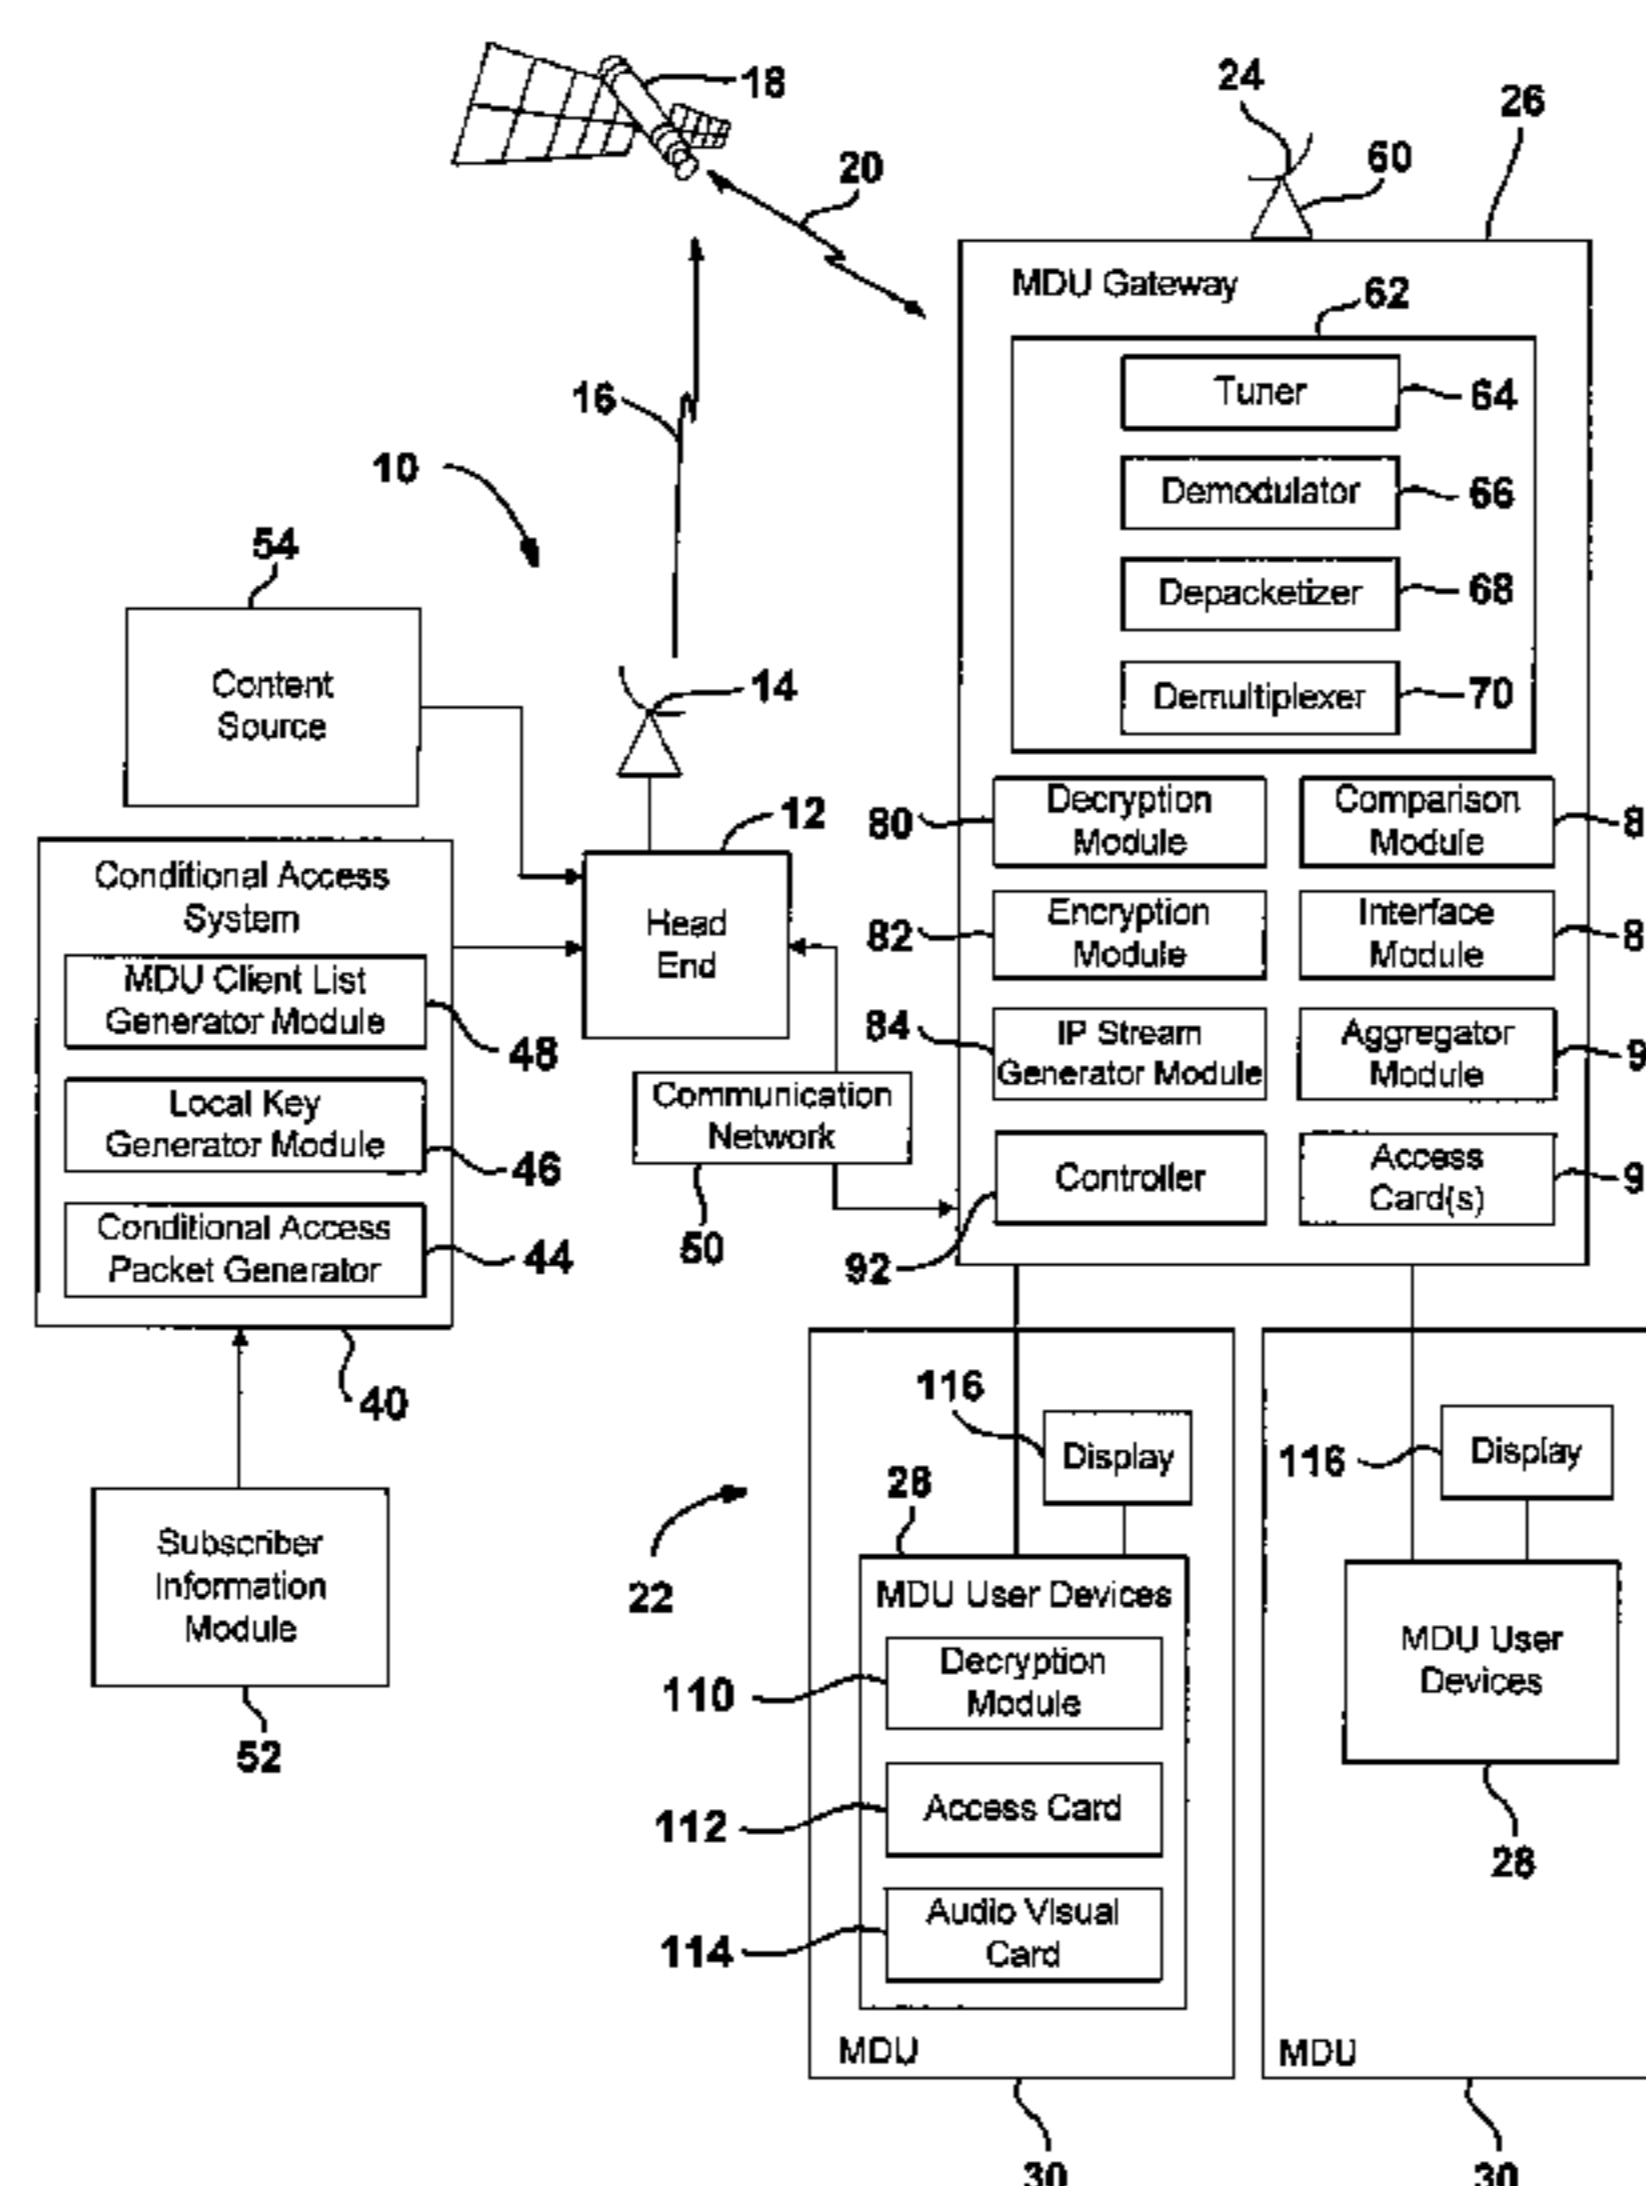 18
24
26
60
20
MDU Gateway
62
16
Tuner
64
10
Demodulator
66
54
Depacketizer
68
Content
Source
14
Demultiplexer
70
12
80
Decryption
Module
Comparison
Module
8
Conditional Access
System
Head
End
82
Encryption
Module
Interface
Module
8
MDU Client List
Generator Module
48
84
IP Stream
Generator Module
Aggregator
Module
9
Local Key
Generator Module
46
Communication
Network
50
Controller
92
Access
Card(s)
9
Conditional Access
Packet Generator
44
40
116
Display
116
Display
28
22
Subscriber
Information
Module
52
MDU User Devices
MDU User
Devices
28
110
Decryption
Module
112
Access Card
114
Audio Visual
Card
MDU
MDU
30
30